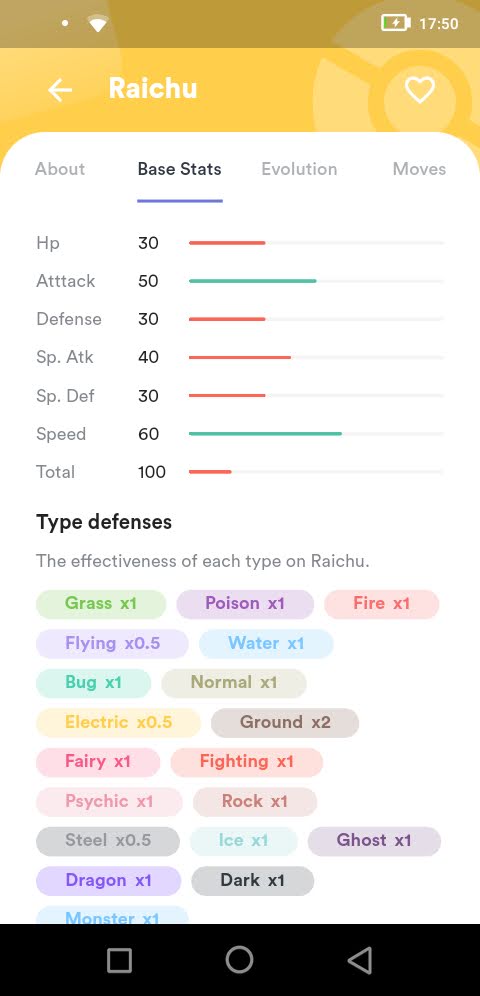 17:50
Raichu
About Base Stats Evolution Moves
Hp 30
Atttack 50
Defense 30
Sp. Atk 40
Sp. Def 30
Speed 60
Total 100
Type defenses
The effectiveness of each type on Raichu.
Grass x1 Poison x1 Fire x1
Flying x0.5 Water x1
Bug x1 Normal x1
Electric x0.5 Ground x2
Fairy x1 Fighting x1
Psychic x1 Rock x1
Steel x0.5 Ice x1 Ghost x1
Dragon x1 Dark x1
Monster x1